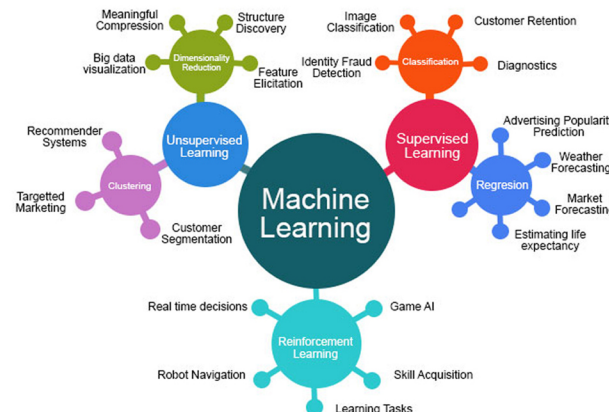 Meaningful
Compression
Structure
Discovery
Big data
visualization
Dimensionality
Reduction
Feature
Elicitation
Unsupervised
Learning
Recommender
Systems
Clustering
Targetted
Marketing
Customer
Segmentation
Machine
Learning
Image
Classification
Customer Retention
Identity Fraud
Detection
Classification
Diagnostics
Supervised
Learning
Advertising Popularit
Prediction
Weather
Forecasting
Regresion
Market
Forecasting
Estimating life
expectancy
Real time decisions
Game AI
Reinforcement
Learning
Robot Navigation
Skill Acquisition
Learning Tasks